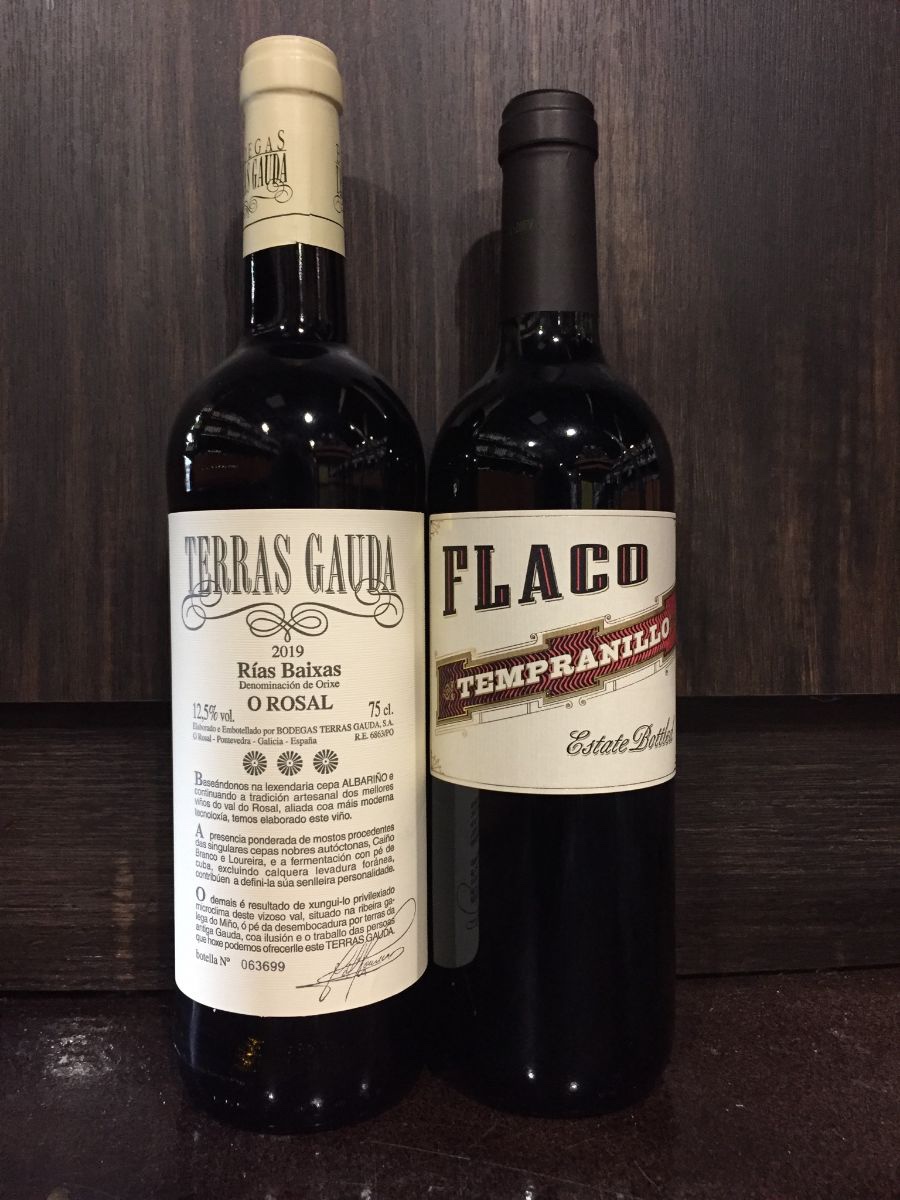 TERRAS GAUDA
2019
Rías Baixas
Denominación de Orixe
O ROSAL
12,5% vol.
75 cl.
Elaborado e Embotellado por BODEGAS TERRAS GAUDA, S.A.
O Rosal - Pontevedra - Galicia - España
R.E. 6863/PO
Beseándonos na lexendaria cepa ALBARIÑO e
continuando a tradición artesanal dos mellores
viños do val do Rosal, aliada coa máis moderna
tecnoloxía, temos elaborado este viño.
A presencia ponderada de mostos procedentes
das singulares cepas nobres autóctonas, Caiño
Branco e Loureira, e a fermentación con pé de
cuba, excluindo calquera levadura foránea,
contribúen a defini-la súa senlleira personalidade.
O demais é resultado de xungui-lo privilexiado
microclima deste vizoso val, situado na ribeira ga-
lega do Miño, ó pé da desembocadura por terras da
antiga Gauda, coa ilusión e o traballo das persoas
que hoxe podemos ofrecerlle este TERRAS GAUDA.
botella Nº 063699
FLACO
TEMPRANILLO
Estate Bottled